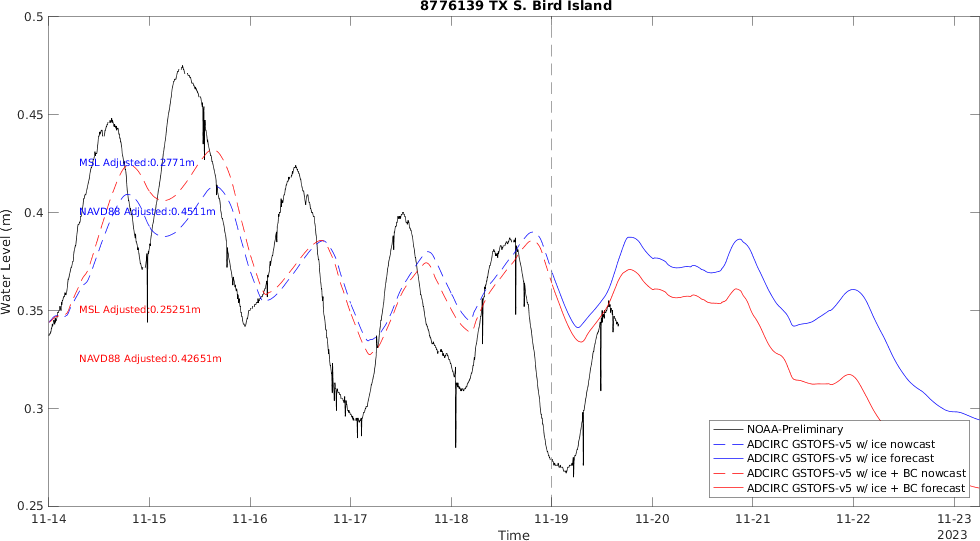 8776139 TX S. Bird Island
0.5
0.45
0.4
0.35
0.3
0.25
Water Level (m)
MSL Adjusted:0.2771m
NAVD88 Adjusted:0.4511m
MSL Adjusted:0.25251m
NAVD88 Adjusted:0.42651m
NOAA-Preliminary
ADCIRC GSTOFS-v5 w/ ice nowcast
ADCIRC GSTOFS-v5 w/ ice forecast
ADCIRC GSTOFS-v5 w/ ice + BC nowcast
ADCIRC GSTOFS-v5 w/ ice + BC forecast
11-14 11-15 11-16 11-17 11-18 11-19 11-20 11-21 11-22 11-23
Time 2023